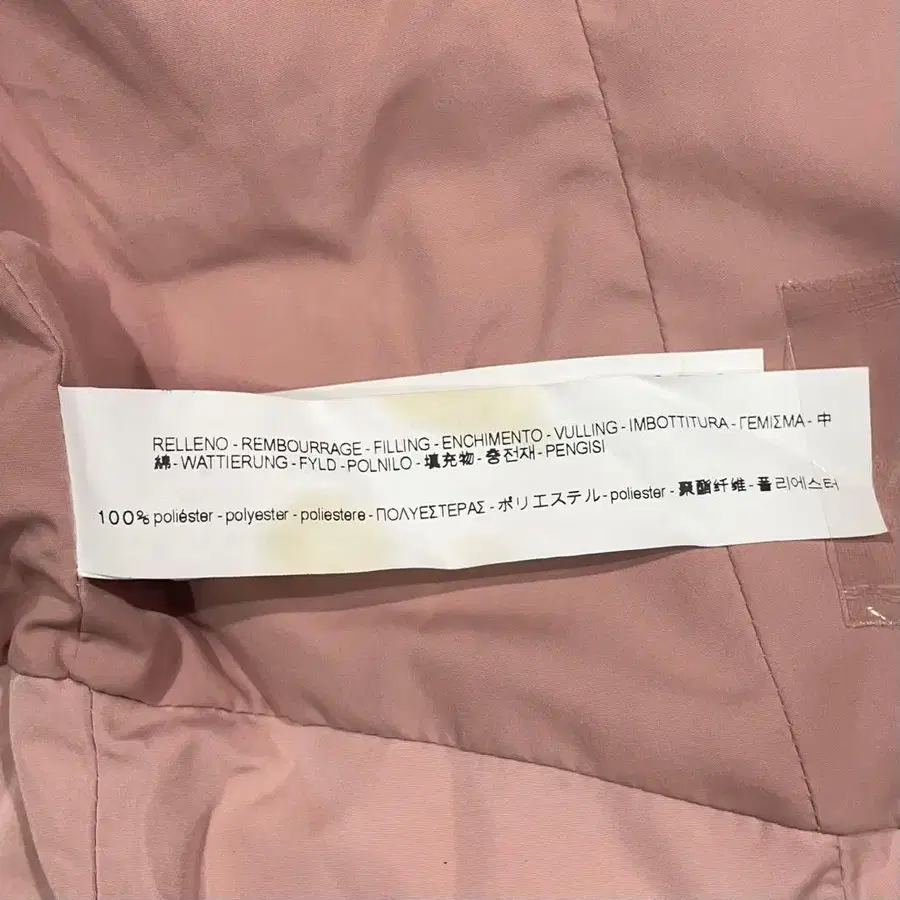 RELLENO - REMBOURRAGE - FILLING - ENCHIMENTO - VULLING - IMBOTTITURA - ΓΕΜΙΣΜΑ - 中
綿 - WATTIERUNG - FYLD - POLNILO - 填充物 - 충전재 - PENGISI
100% poliéster - polyester - poliestere - ΠΟΛΥΕΣΤΕΡΑΣ - ポリエステル - poliester - 聚酯纤维 - 폴리에스터